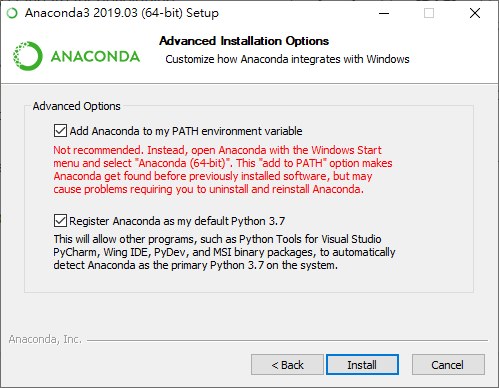 Anaconda3 2019.03 (64-bit) Setup
ANACONDA
Advanced Installation Options
Customize how Anaconda integrates with Windows
Advanced Options
Add Anaconda to my PATH environment variable
Not recommended. Instead, open Anaconda with the Windows Start
menu and select "Anaconda (64-bit)". This "add to PATH" option makes
Anaconda get found before previously installed software, but may
cause problems requiring you to uninstall and reinstall Anaconda.
Register Anaconda as my default Python 3.7
This will allow other programs, such as Python Tools for Visual Studio
PyCharm, Wing IDE, PyDev, and MSI binary packages, to automatically
detect Anaconda as the primary Python 3.7 on the system.
Anaconda, Inc.
< Back
Install
Cancel